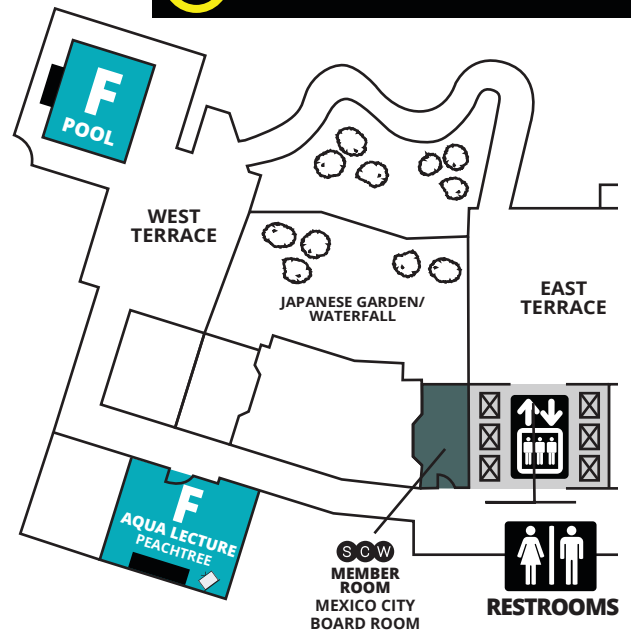 F
POOL
WEST
TERRACE
JAPANESE GARDEN/
WATERFALL
EAST
TERRACE
F
AQUA LECTURE
PEACHTREE
S C W
MEMBER
ROOM
MEXICO CITY
BOARD ROOM
RESTROOMS